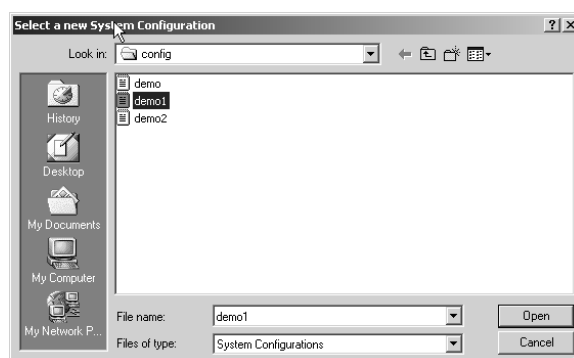 Select a new System Configuration
Look in: config
History
Desktop
My Documents
My Computer
My Network P...
demo
demo1
demo2
File name: demo1
Files of type: System Configurations
Open
Cancel